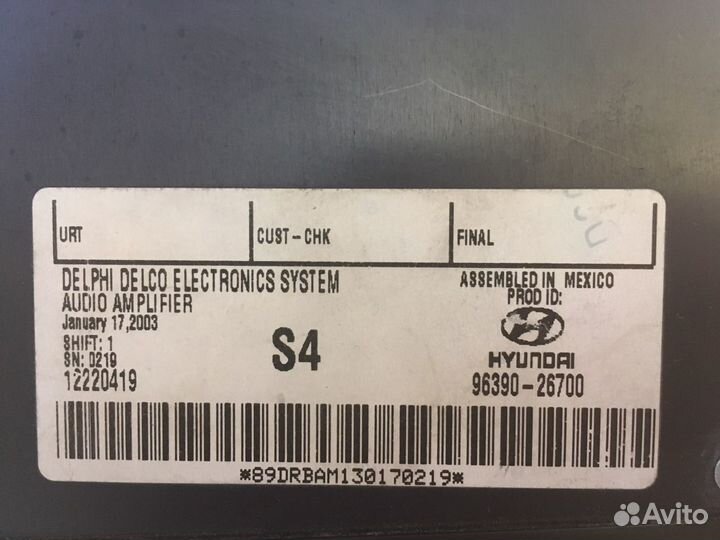 URT
CUST-CHK
FINAL
DELPHI DELCO ELECTRONICS SYSTEM
AUDIO AMPLIFIER
January 17,2003
SHIFT: 1
SN: 0219
12220419
S4
ASSEMBLED IN MEXICO
PROD ID:
HYUNDAI
96390-26700
*89DRBAM130170219*
Avito